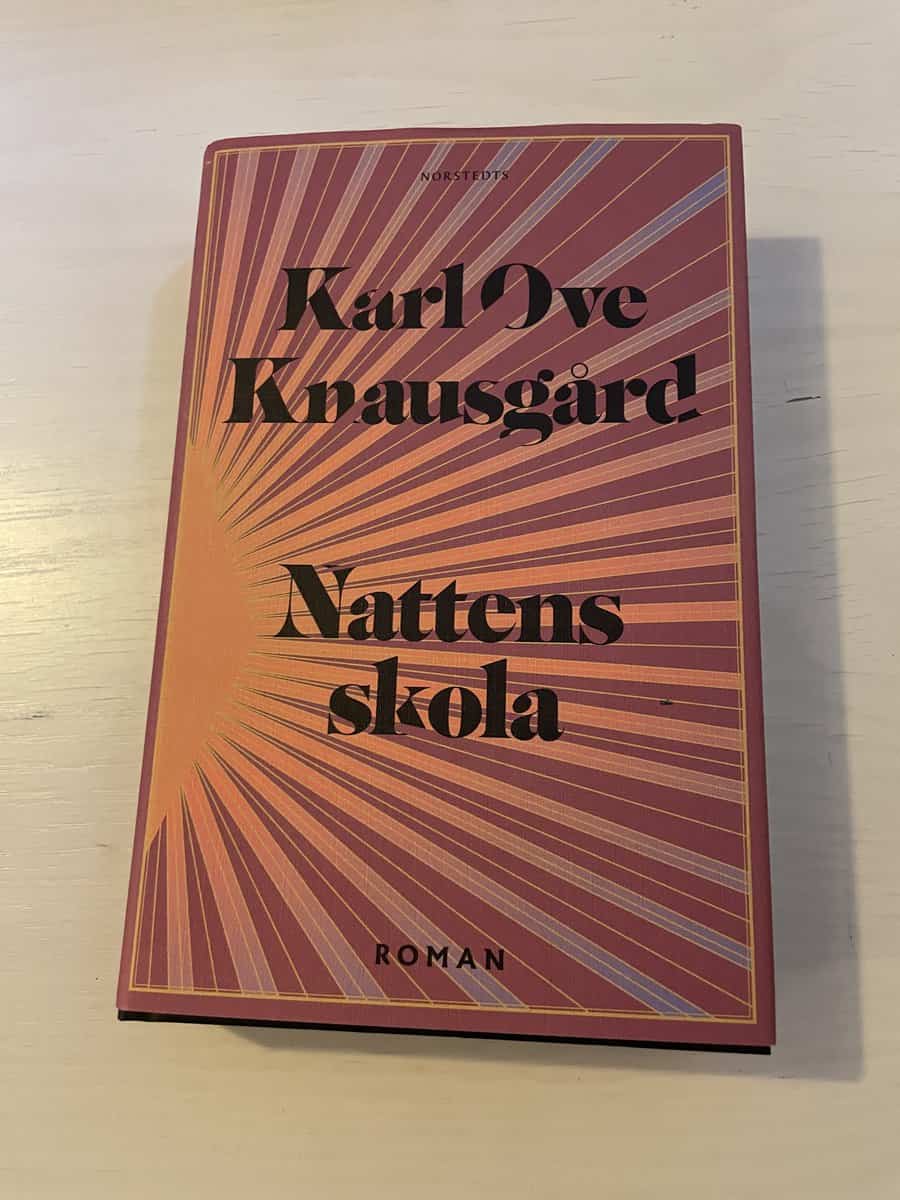 NORSTEDTS
Karl Ove
Knausgård
Nattens
skola
ROMAN